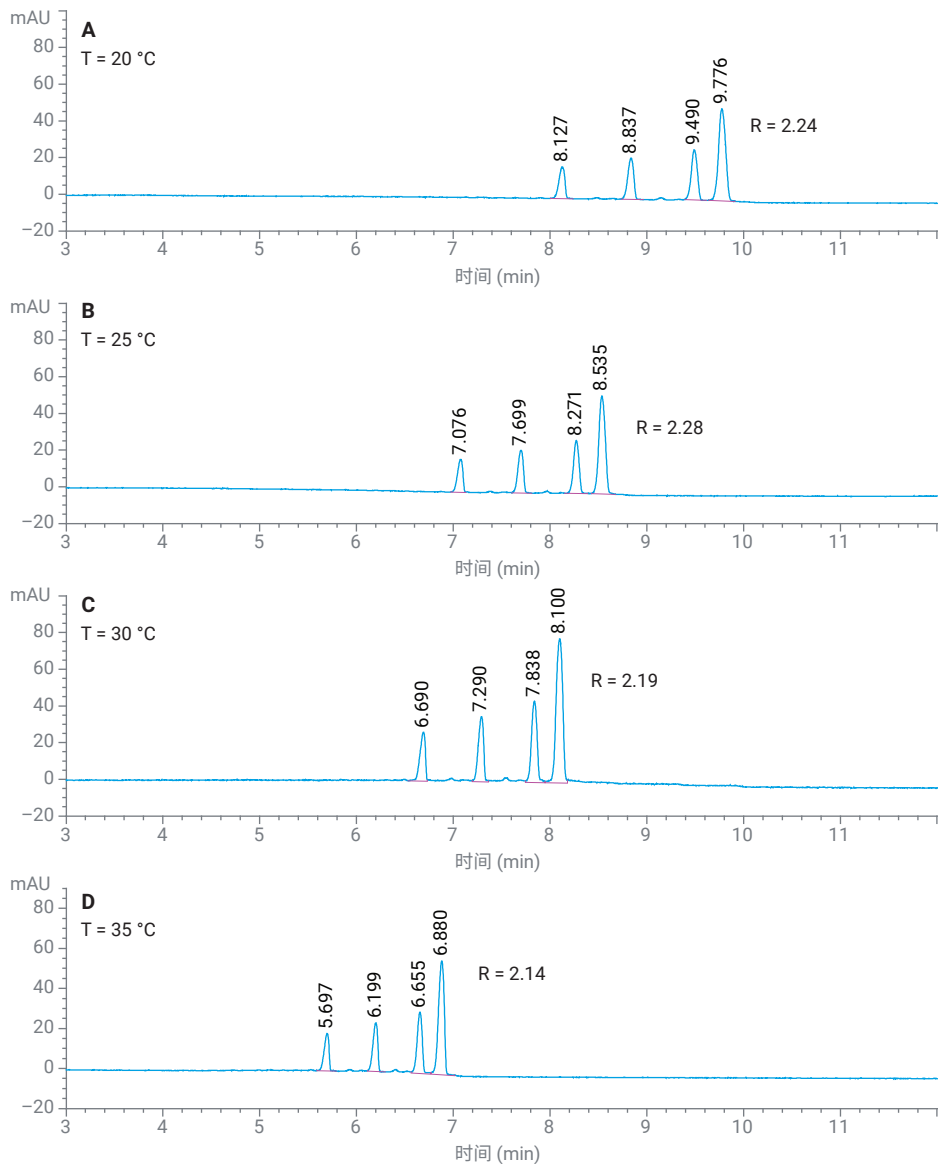 mAU
A
T = 20 °C
80
60
40
20
0
−20
8.127
8.837
9.490
9.776
R = 2.24
3 4 5 6 7 8 9 10 11
时间 (min)
mAU
B
T = 25 °C
80
60
40
20
0
−20
7.076
7.699
8.271
8.535
R = 2.28
3 4 5 6 7 8 9 10 11
时间 (min)
mAU
C
T = 30 °C
80
60
40
20
0
−20
6.690
7.290
7.838
8.100
R = 2.19
3 4 5 6 7 8 9 10 11
时间 (min)
mAU
D
T = 35 °C
80
60
40
20
0
−20
5.697
6.199
6.655
6.880
R = 2.14
3 4 5 6 7 8 9 10 11
时间 (min)